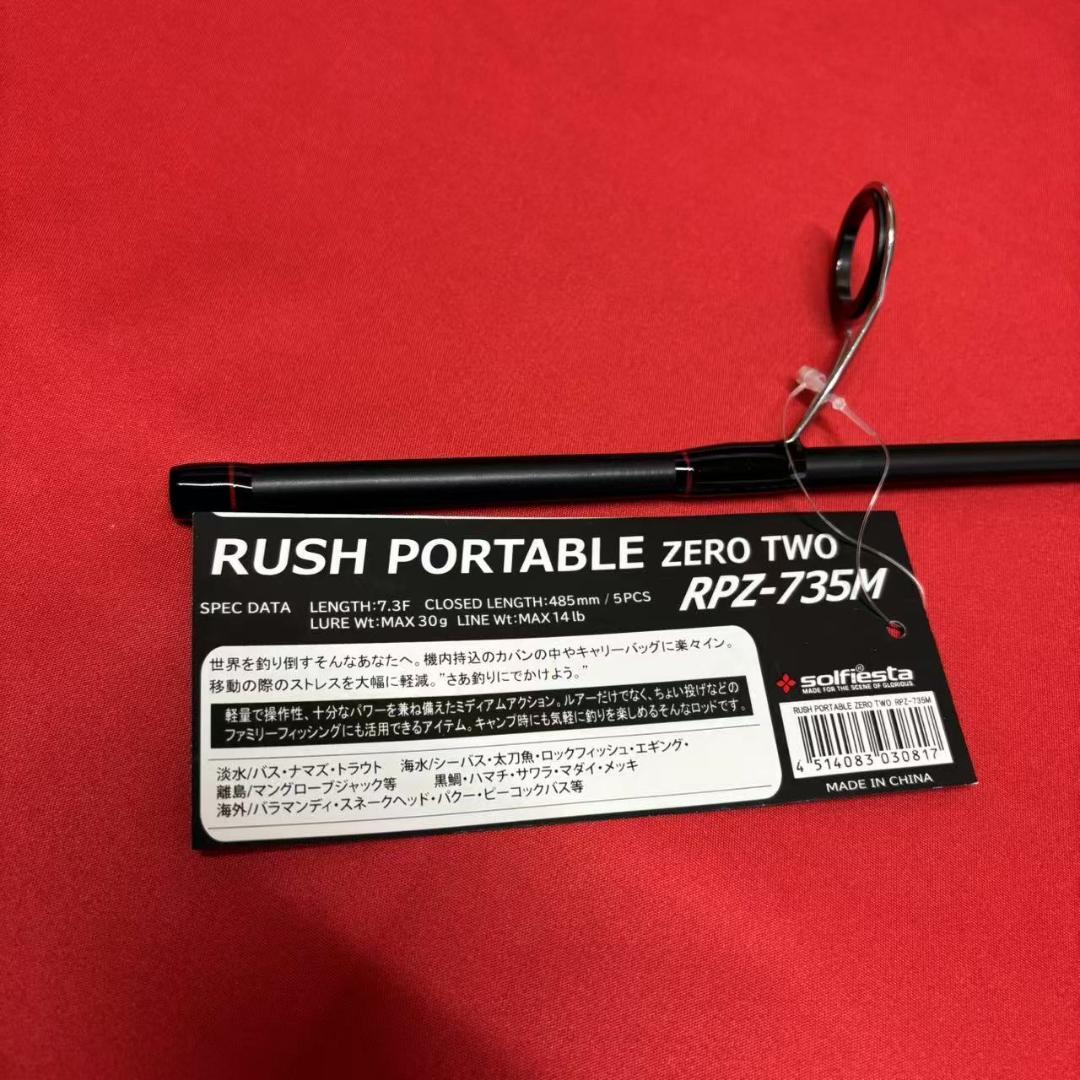 RUSH PORTABLE ZERO TWO
RPZ-735M
SPEC DATA LENGTH:7.3F CLOSED LENGTH:485mm / 5PCS
LURE Wt:MAX 30g LINE Wt:MAX 14lb
世界を釣り倒すそんなあなたへ。機内持込のカバンの中やキャリーバッグに楽々イン。
移動の際のストレスを大幅に軽減。"さあ釣りにでかけよう。"
軽量で操作性、十分なパワーを兼ね備えたミディアムアクション。ルアーだけでなく、ちょい投げなどの
ファミリーフィッシングにも活用できるアイテム。キャンプ時にも気軽に釣りを楽しめるそんなロッドです。
淡水/バス・ナマズ・トラウト 海水/シーバス・太刀魚・ロックフィッシュ・エギング・
離島/マングローブジャック等 黒鯛・ハマチ・サワラ・マダイ・メッキ
海外/バラマンディ・スネークヘッド・パクー・ピーコックバス等
solfiesta®
MADE FOR THE SCENE OF GLORIOUS
RUSH PORTABLE ZERO TWO RPZ-735M
4 514083 030817
MADE IN CHINA